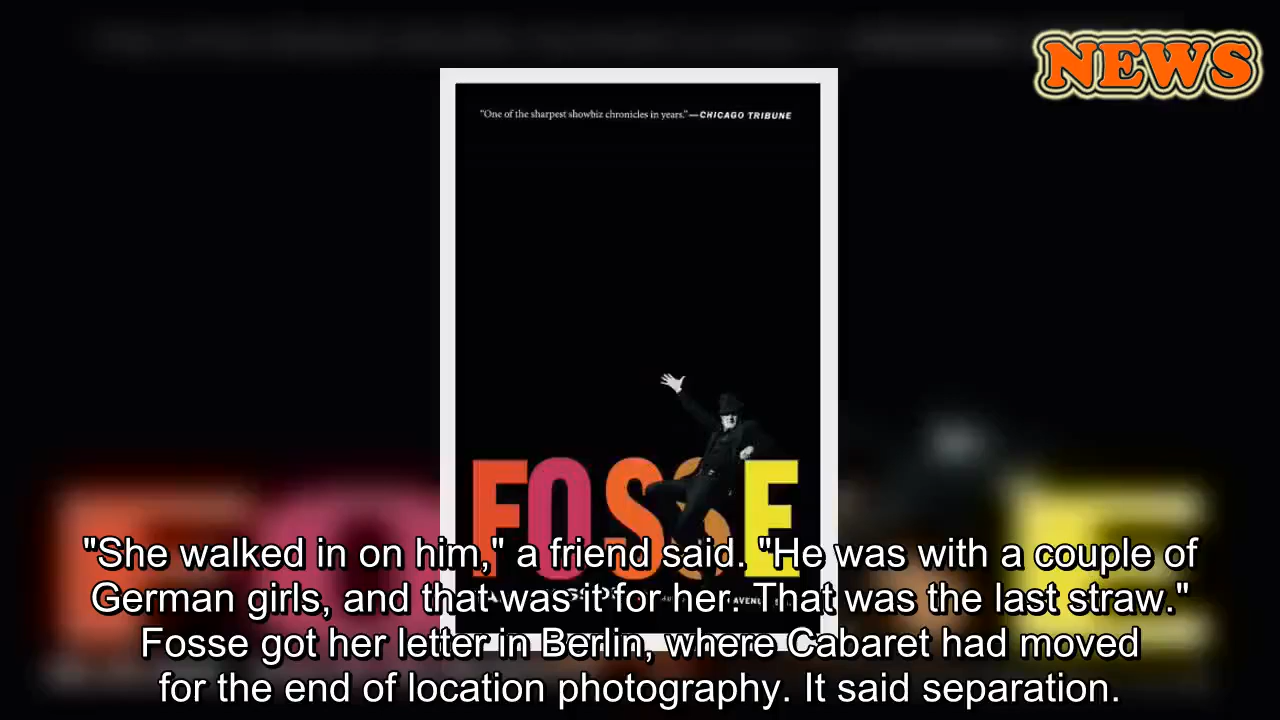 NEWS
"One of the sharpest showbiz chronicles in years."—CHICAGO TRIBUNE
FOSSE
"She walked in on him," a friend said. "He was with a couple of
German girls, and that was it for her. That was the last straw."
Fosse got her letter in Berlin, where Cabaret had moved
for the end of location photography. It said separation.